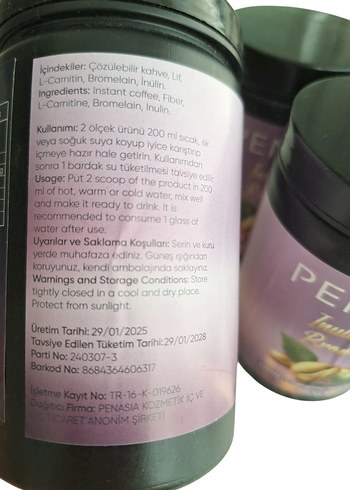 İçindekiler: Çözülebilir kahve, Lif,
L-Carnitin, Bromelain, İnulin.
Ingredients: Instant coffee, Fiber,
L-Carnitine, Bromelain, Inulin.
Kullanımı: 2 ölçek ürünü 200 ml sıcak, ılık
veya soğuk suya koyup iyice karıştırıp
içmeye hazır hale getirin. Kullanımdan
sonra 1 bardak su tüketilmesi tavsiye edilir.
Usage: Put 2 scoop of the product in 200
ml of hot, warm or cold water, mix well
and make it ready to drink. It is
recommended to consume 1 glass of
water after use.
Uyarılar ve Saklama Koşulları: Serin ve kuru
yerde muhafaza ediniz. Güneş ışığından
koruyunuz, kendi ambalajında saklayınız.
Warnings and Storage Conditions: Store
tightly closed in a cool and dry place.
Protect from sunlight.
Üretim Tarihi: 29/01/2025
Tavsiye Edilen Tüketim Tarihi: 29/01/2028
Parti No: 240307-3
Barkod No: 8684364606317
İşletme Kayıt No: TR-16-K-019626
Dağıtıcı Firma: PENASIA KOZMETİK İÇ VE
DIŞ TİCARET ANONİM ŞİRKETİ
PEN
PE